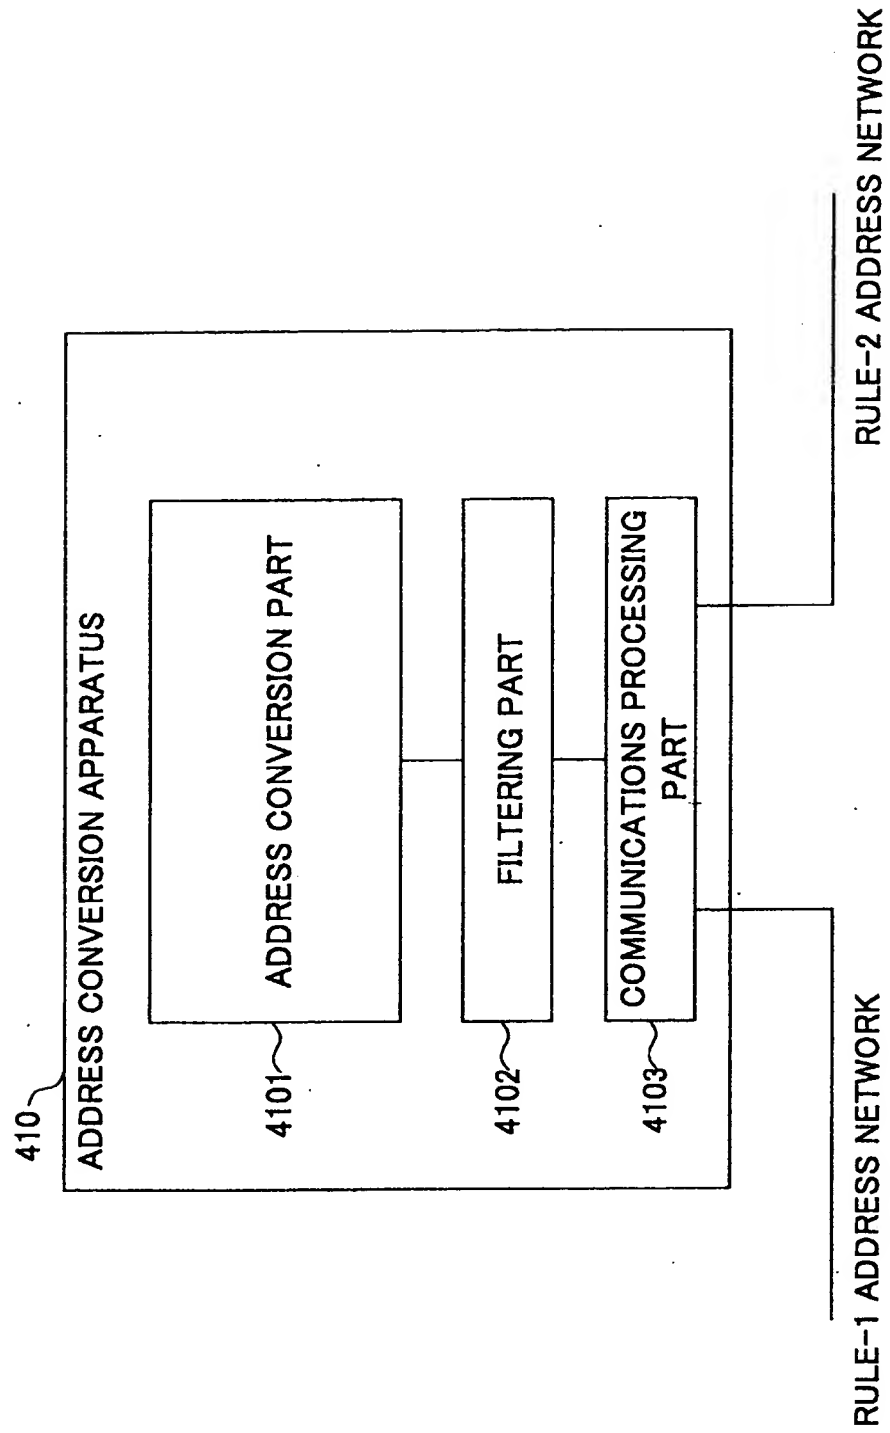 410
ADDRESS CONVERSION APPARATUS
4101
ADDRESS CONVERSION PART
4102
FILTERING PART
4103
COMMUNICATIONS PROCESSING
PART
RULE-1 ADDRESS NETWORK
RULE-2 ADDRESS NETWORK